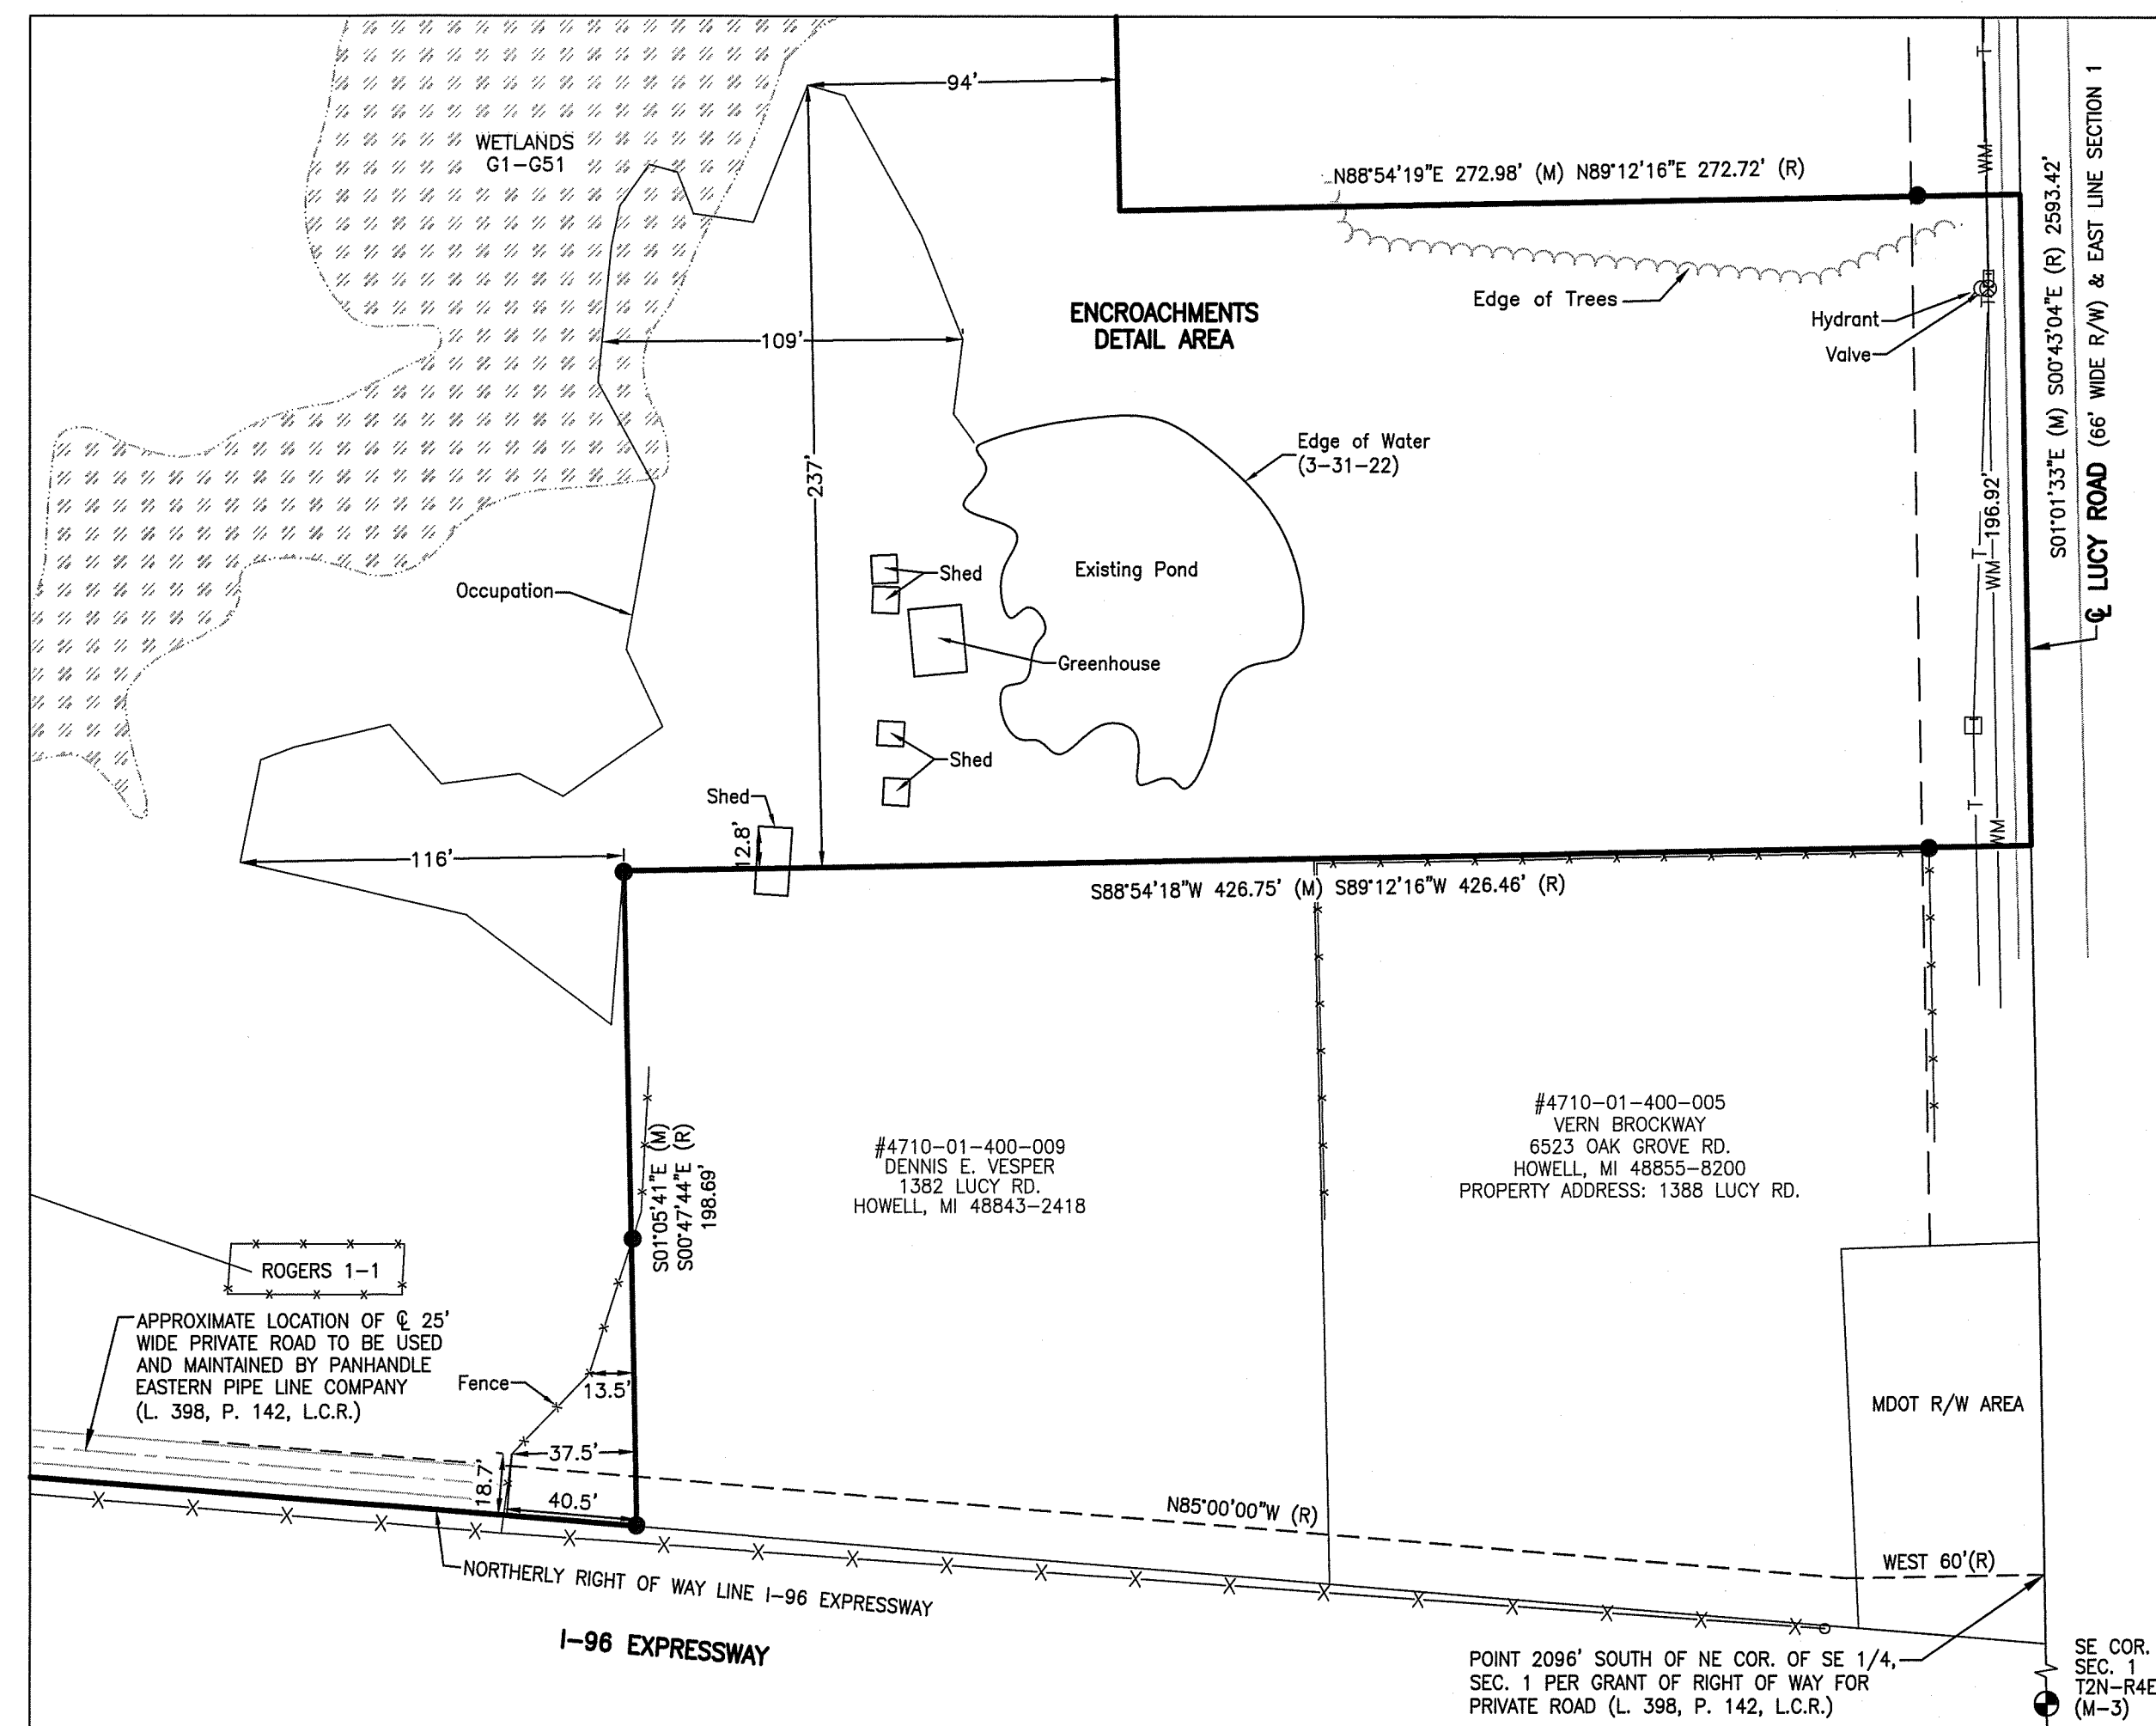 94'
WETLANDS
G1-G51
N88°54'19"E 272.98' (M) N89°12'16"E 272.72' (R)
T
WM
S01°01'33"E (M) S00°43'04"E (R) 2593.42'
℄ LUCY ROAD (66' WIDE R/W) & EAST LINE SECTION 1
ENCROACHMENTS
DETAIL AREA
Edge of Trees
Hydrant
Valve
T
109'
237'
Edge of Water
(3-31-22)
196.92'
T
WM
Occupation
Shed
Existing Pond
Greenhouse
Shed
T
Shed
12.8'
T
WM
116'
S88°54'18"W 426.75' (M) S89°12'16"W 426.46' (R)
#4710-01-400-009
DENNIS E. VESPER
1382 LUCY RD.
HOWELL, MI 48843-2418
#4710-01-400-005
VERN BROCKWAY
6523 OAK GROVE RD.
HOWELL, MI 48855-8200
PROPERTY ADDRESS: 1388 LUCY RD.
S01°05'41"E (M)
S00°47'44"E (R)
198.69'
ROGERS 1-1
APPROXIMATE LOCATION OF ℄ 25'
WIDE PRIVATE ROAD TO BE USED
AND MAINTAINED BY PANHANDLE
EASTERN PIPE LINE COMPANY
(L. 398, P. 142, L.C.R.)
Fence
13.5'
37.5'
18.7'
40.5'
MDOT R/W AREA
N85°00'00"W (R)
WEST 60'(R)
NORTHERLY RIGHT OF WAY LINE I-96 EXPRESSWAY
I-96 EXPRESSWAY
POINT 2096' SOUTH OF NE COR. OF SE 1/4,
SEC. 1 PER GRANT OF RIGHT OF WAY FOR
PRIVATE ROAD (L. 398, P. 142, L.C.R.)
SE COR.
SEC. 1
T2N-R4E
(M-3)